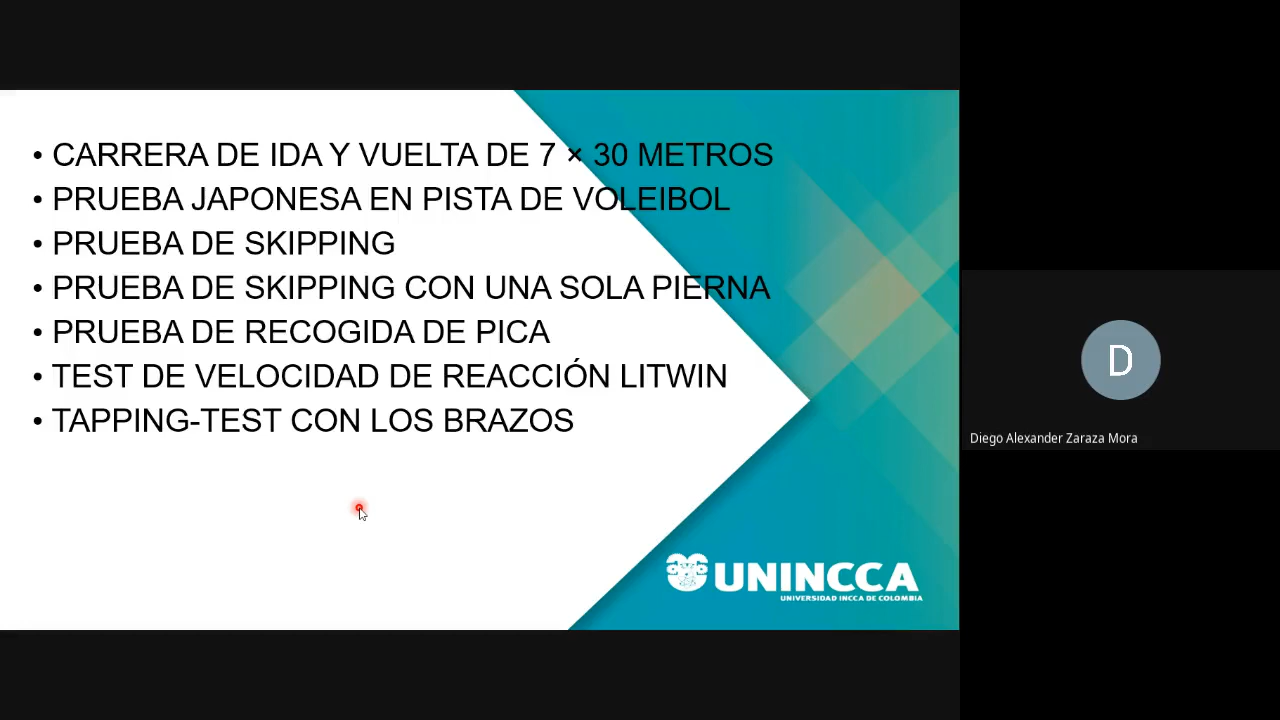 • CARRERA DE IDA Y VUELTA DE 7 × 30 METROS
• PRUEBA JAPONESA EN PISTA DE VOLEIBOL
• PRUEBA DE SKIPPING
• PRUEBA DE SKIPPING CON UNA SOLA PIERNA
• PRUEBA DE RECOGIDA DE PICA
• TEST DE VELOCIDAD DE REACCIÓN LITWIN
• TAPPING-TEST CON LOS BRAZOS
UNINCCA
UNIVERSIDAD INCCA DE COLOMBIA
D
Diego Alexander Zaraza Mora